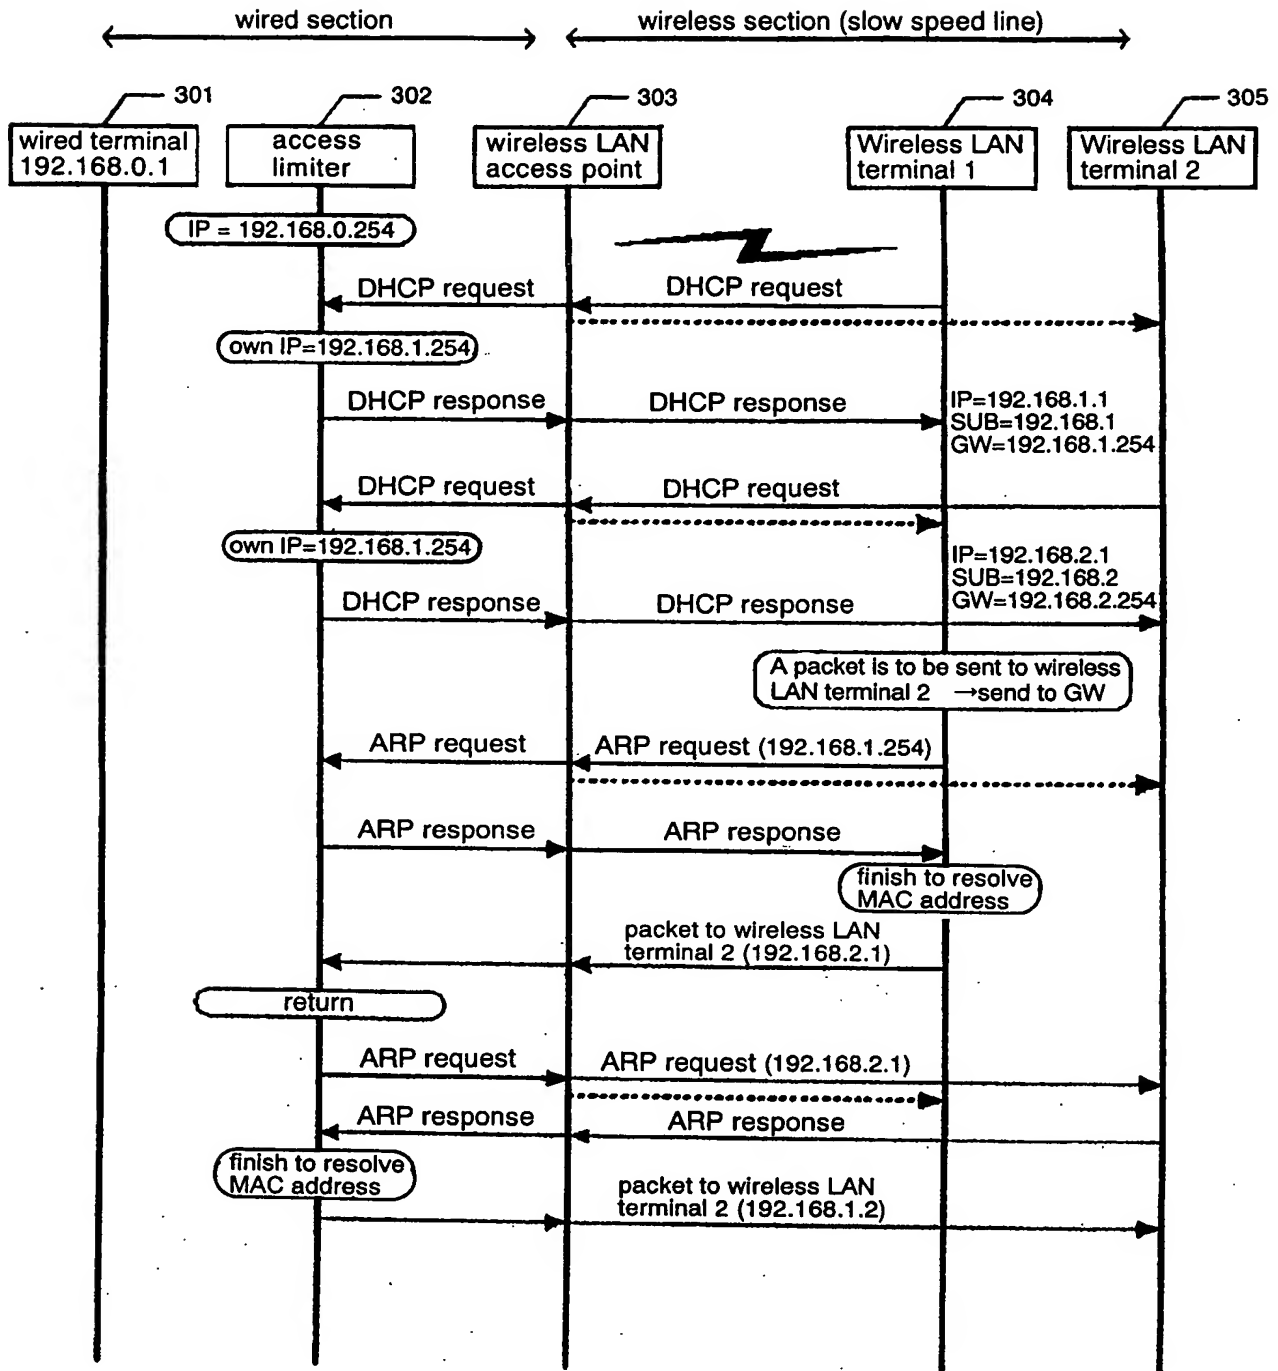 wired section
wireless section (slow speed line)
301
302
303
304
305
wired terminal
192.168.0.1
access
limiter
wireless LAN
access point
Wireless LAN
terminal 1
Wireless LAN
terminal 2
IP = 192.168.0.254
DHCP request
DHCP request
own IP=192.168.1.254
DHCP response
DHCP response
IP=192.168.1.1
SUB=192.168.1
GW=192.168.1.254
DHCP request
DHCP request
own IP=192.168.1.254
IP=192.168.2.1
SUB=192.168.2
GW=192.168.2.254
DHCP response
DHCP response
A packet is to be sent to wireless
LAN terminal 2 →send to GW
ARP request
ARP request (192.168.1.254)
ARP response
ARP response
finish to resolve
MAC address
packet to wireless LAN
terminal 2 (192.168.2.1)
return
ARP request
ARP request (192.168.2.1)
ARP response
ARP response
finish to resolve
MAC address
packet to wireless LAN
terminal 2 (192.168.1.2)